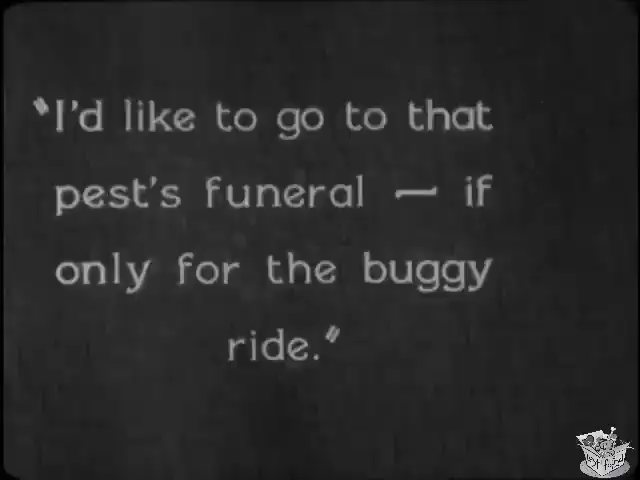 "I'd like to go to that
pest's funeral — if
only for the buggy
ride."